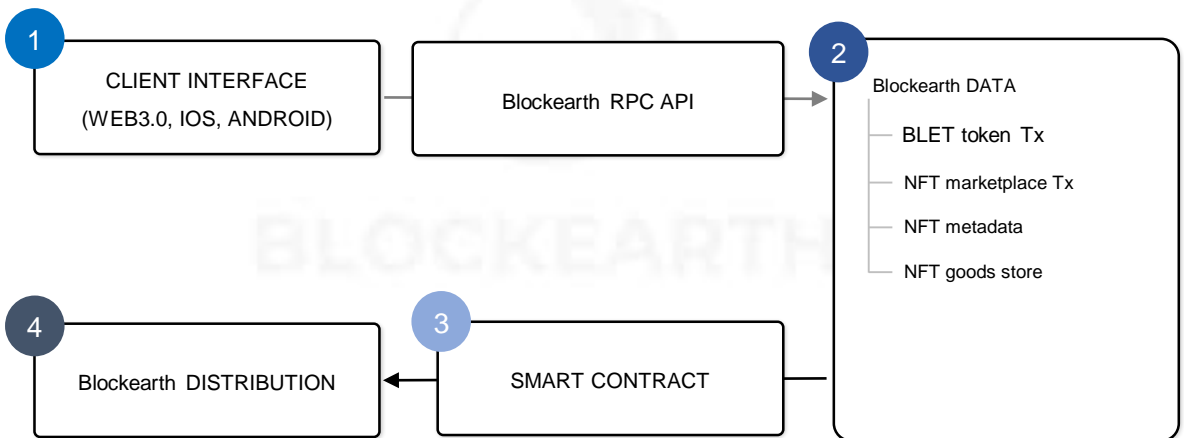 1
CLIENT INTERFACE
(WEB3.0, IOS, ANDROID)
Blockearth RPC API
2
Blockearth DATA
BLET token Tx
NFT marketplace Tx
NFT metadata
NFT goods store
BLOCKEARTH
4
Blockearth DISTRIBUTION
3
SMART CONTRACT